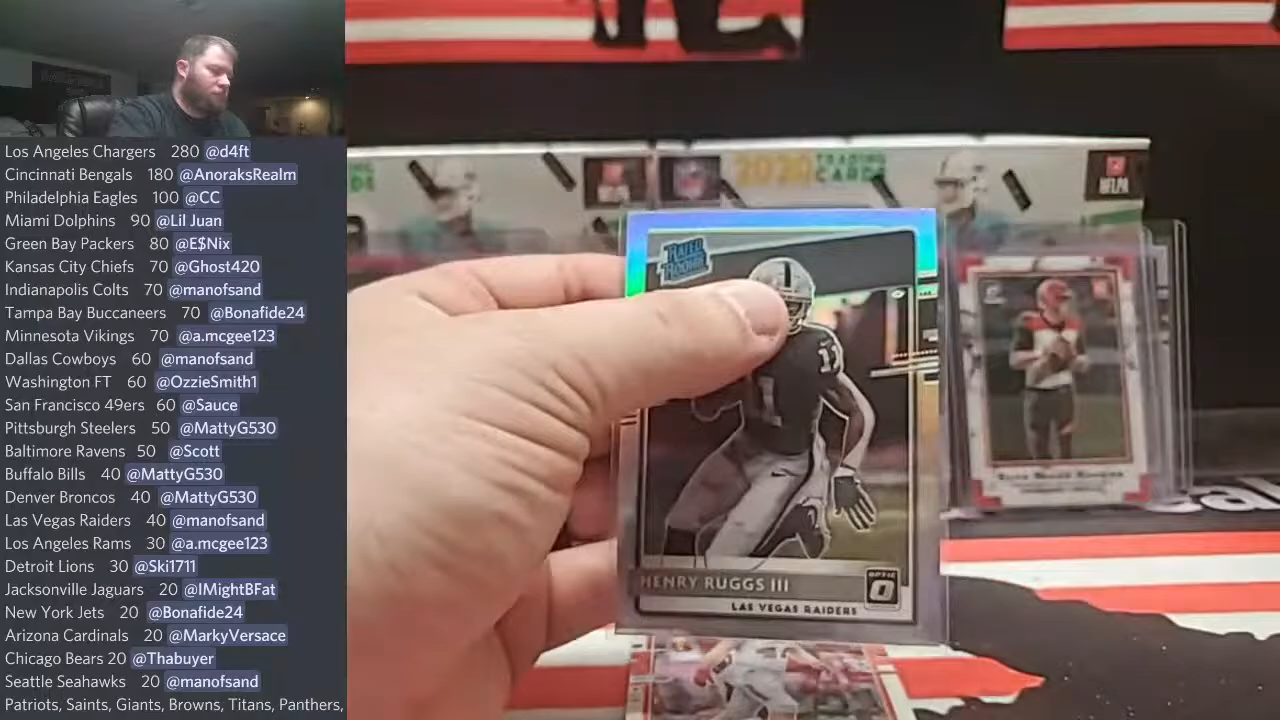 Los Angeles Chargers 280 @d4ft
Cincinnati Bengals 180 @AnoraksRealm
Philadelphia Eagles 100 @CC
Miami Dolphins 90 @Lil Juan
Green Bay Packers 80 @E$Nix
Kansas City Chiefs 70 @Ghost420
Indianapolis Colts 70 @manofsand
Tampa Bay Buccaneers 70 @Bonafide24
Minnesota Vikings 70 @a.mcgee123
Dallas Cowboys 60 @manofsand
Washington FT 60 @OzzieSmith1
San Francisco 49ers 60 @Sauce
Pittsburgh Steelers 50 @MattyG530
Baltimore Ravens 50 @Scott
Buffalo Bills 40 @MattyG530
Denver Broncos 40 @MattyG530
Las Vegas Raiders 40 @manofsand
Los Angeles Rams 30 @a.mcgee123
Detroit Lions 30 @Ski1711
Jacksonville Jaguars 20 @IMightBFat
New York Jets 20 @Bonafide24
Arizona Cardinals 20 @MarkyVersace
Chicago Bears 20 @Thabuyer
Seattle Seahawks 20 @manofsand
Patriots, Saints, Giants, Browns, Titans, Panthers,
2020 TRADING CARDS
NFLPA
RATED ROOKIE
11
HENRY RUGGS III
OPTIC
LAS VEGAS RAIDERS